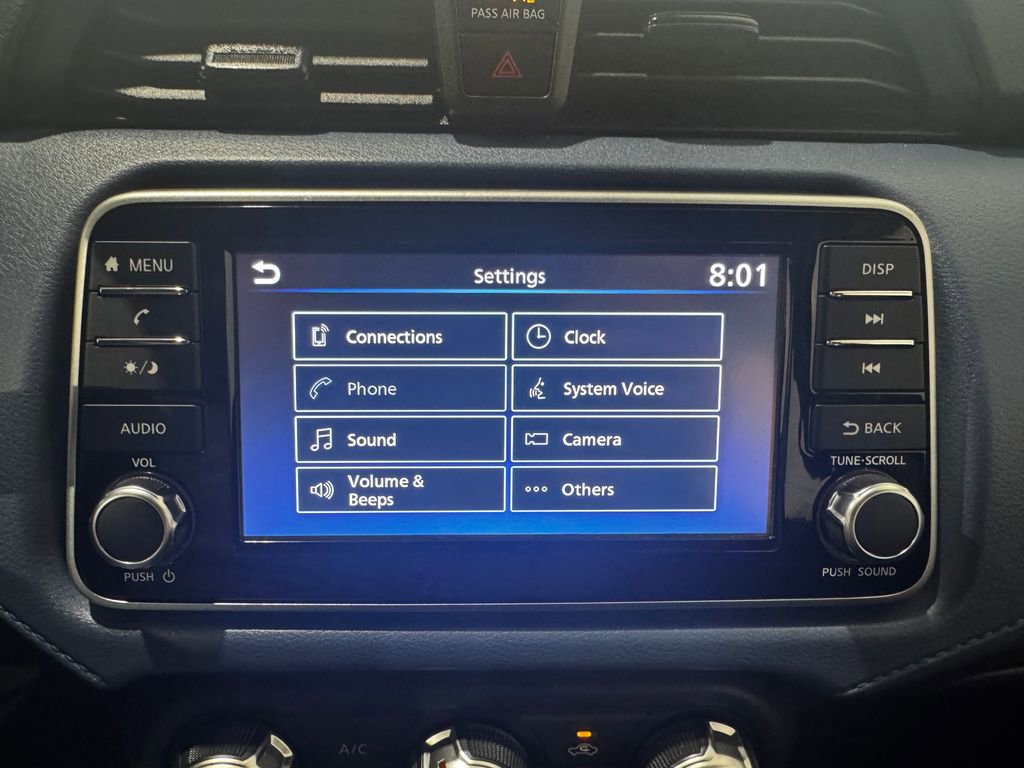 PASS AIR BAG
MENU
Settings
8:01
DISP
Connections
Clock
Phone
System Voice
Sound
Camera
Volume &
Beeps
Others
AUDIO
BACK
VOL
TUNE·SCROLL
PUSH
PUSH SOUND
A/C